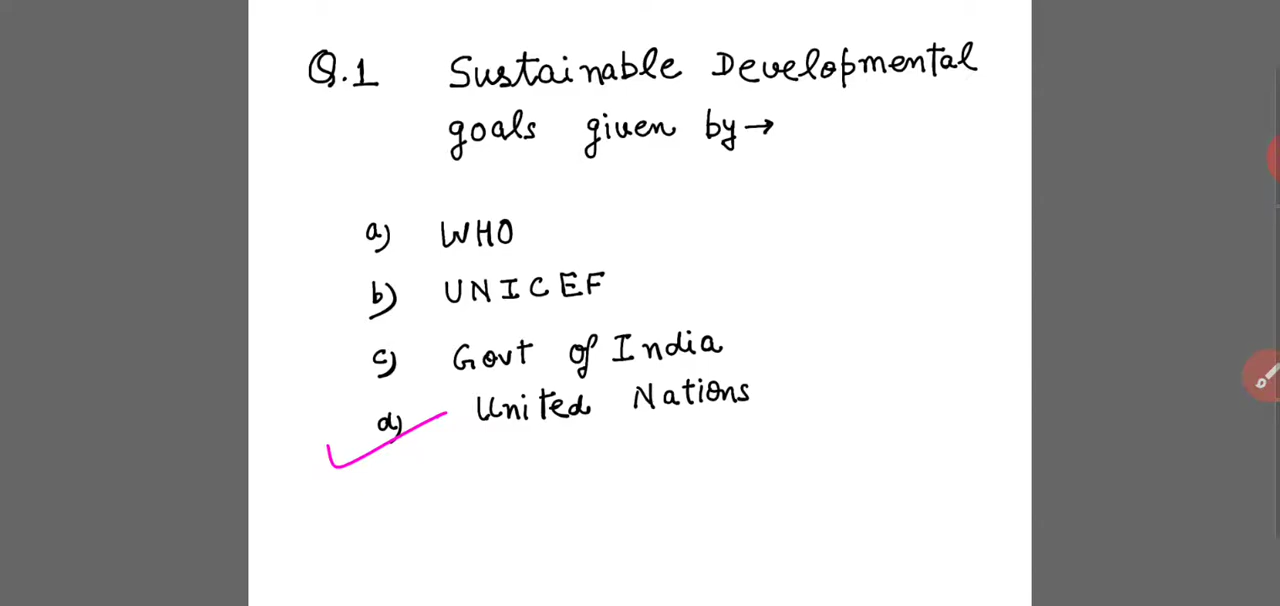 Q.1 Sustainable Developmental
goals given by →
a) WHO
b) UNICEF
c) Govt of India
d) United Nations